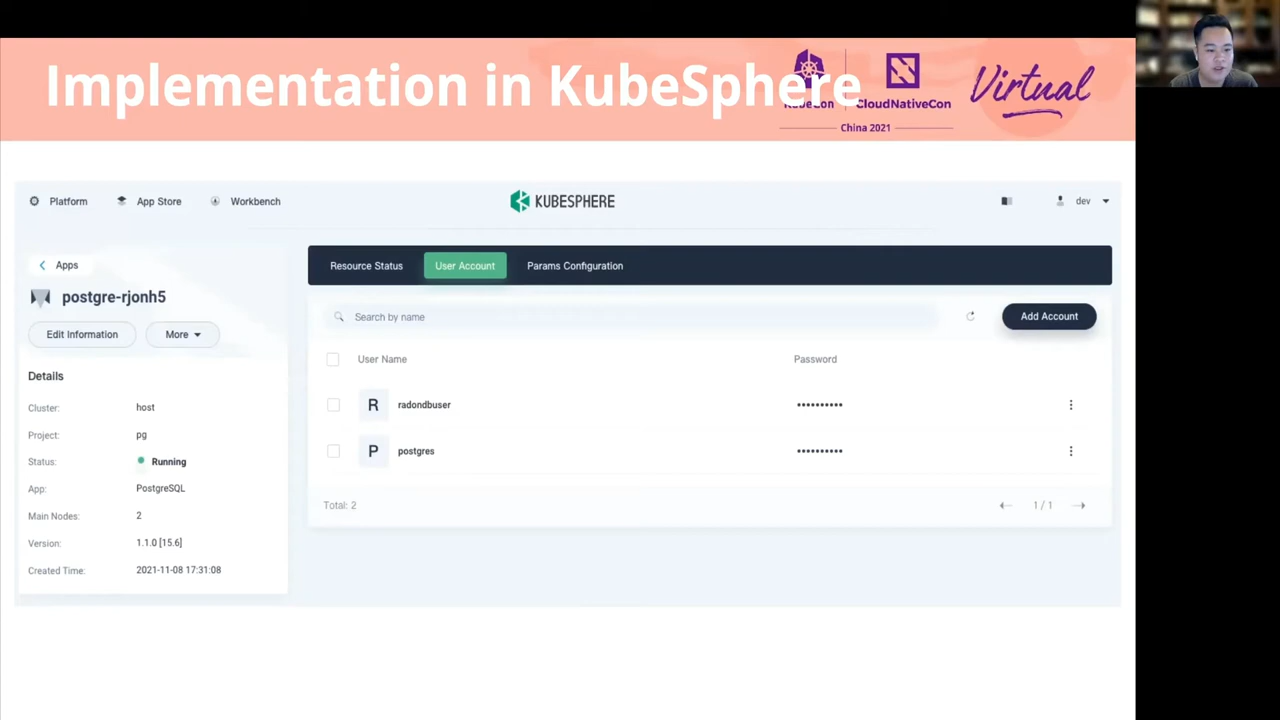 Implementation in KubeSphere
KubeCon
CloudNativeCon
China 2021
Virtual
Platform
App Store
Workbench
KUBESPHERE
dev
Apps
postgre-rjonh5
Edit Information
More
Details
Cluster: host
Project: pg
Status: Running
App: PostgreSQL
Main Nodes: 2
Version: 1.1.0 [15.6]
Created Time: 2021-11-08 17:31:08
Resource Status
User Account
Params Configuration
Search by name
Add Account
User Name
Password
R radondbuser ••••••••••
P postgres ••••••••••
Total: 2
1 / 1